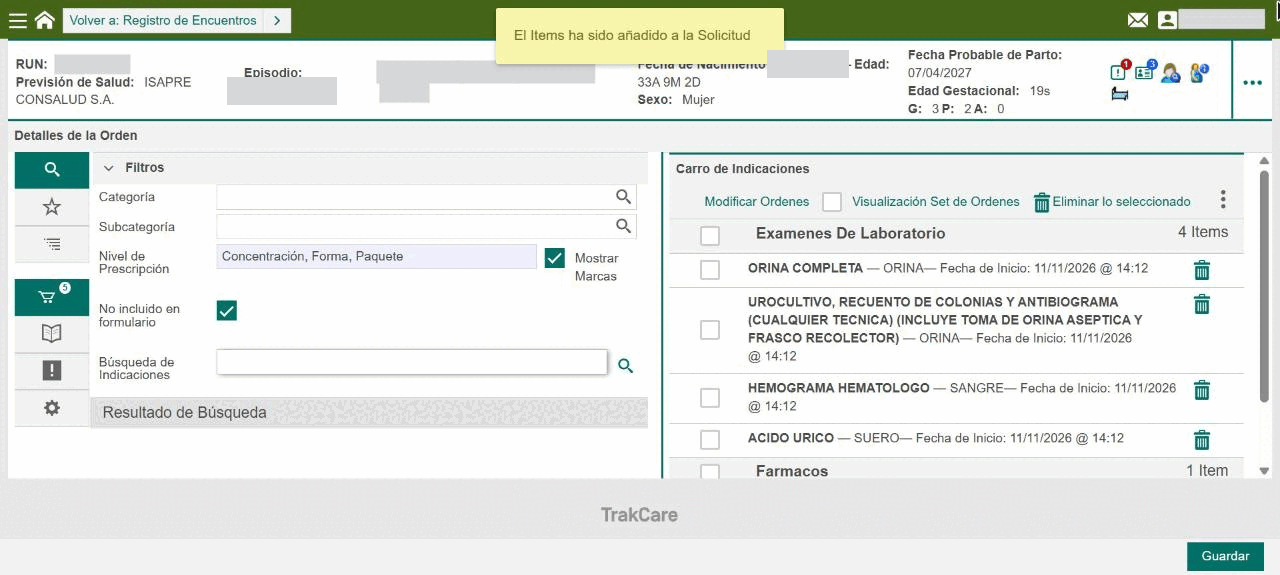 Volver a: Registro de Encuentros
El Items ha sido añadido a la Solicitud
RUN:
Previsión de Salud: ISAPRE
CONSALUD S.A.
Episodio:
Fecha de Nacimiento
- Edad:
33A 9M 2D
Sexo: Mujer
Fecha Probable de Parto:
07/04/2027
Edad Gestacional: 19s
G: 3 P: 2 A: 0
1
3
Detalles de la Orden
Filtros
Categoría
Subcategoría
Nivel de
Prescripción
Concentración, Forma, Paquete
Mostrar
Marcas
5
No incluido en
formulario
Búsqueda de
Indicaciones
Resultado de Búsqueda
Carro de Indicaciones
Modificar Ordenes
Visualización Set de Ordenes
Eliminar lo seleccionado
Examenes De Laboratorio
4 Items
ORINA COMPLETA — ORINA— Fecha de Inicio: 11/11/2026 @ 14:12
UROCULTIVO, RECUENTO DE COLONIAS Y ANTIBIOGRAMA
(CUALQUIER TECNICA) (INCLUYE TOMA DE ORINA ASEPTICA Y
FRASCO RECOLECTOR) — ORINA— Fecha de Inicio: 11/11/2026
@ 14:12
HEMOGRAMA HEMATOLOGO — SANGRE— Fecha de Inicio: 11/11/2026
@ 14:12
ACIDO URICO — SUERO— Fecha de Inicio: 11/11/2026 @ 14:12
Farmacos
1 Item
TrakCare
Guardar